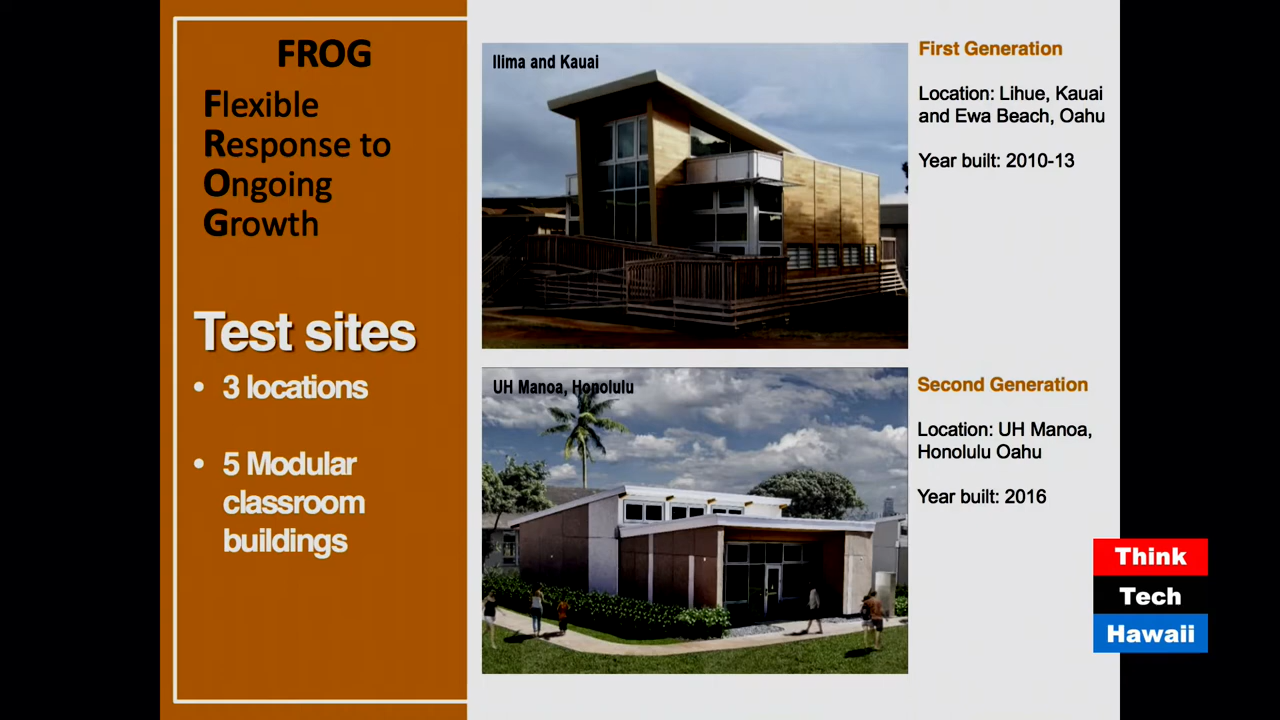 FROG
Flexible
Response to
Ongoing
Growth
Test sites
• 3 locations
• 5 Modular
classroom
buildings
Ilima and Kauai
First Generation
Location: Lihue, Kauai
and Ewa Beach, Oahu
Year built: 2010-13
UH Manoa, Honolulu
Second Generation
Location: UH Manoa,
Honolulu Oahu
Year built: 2016
Think
Tech
Hawaii